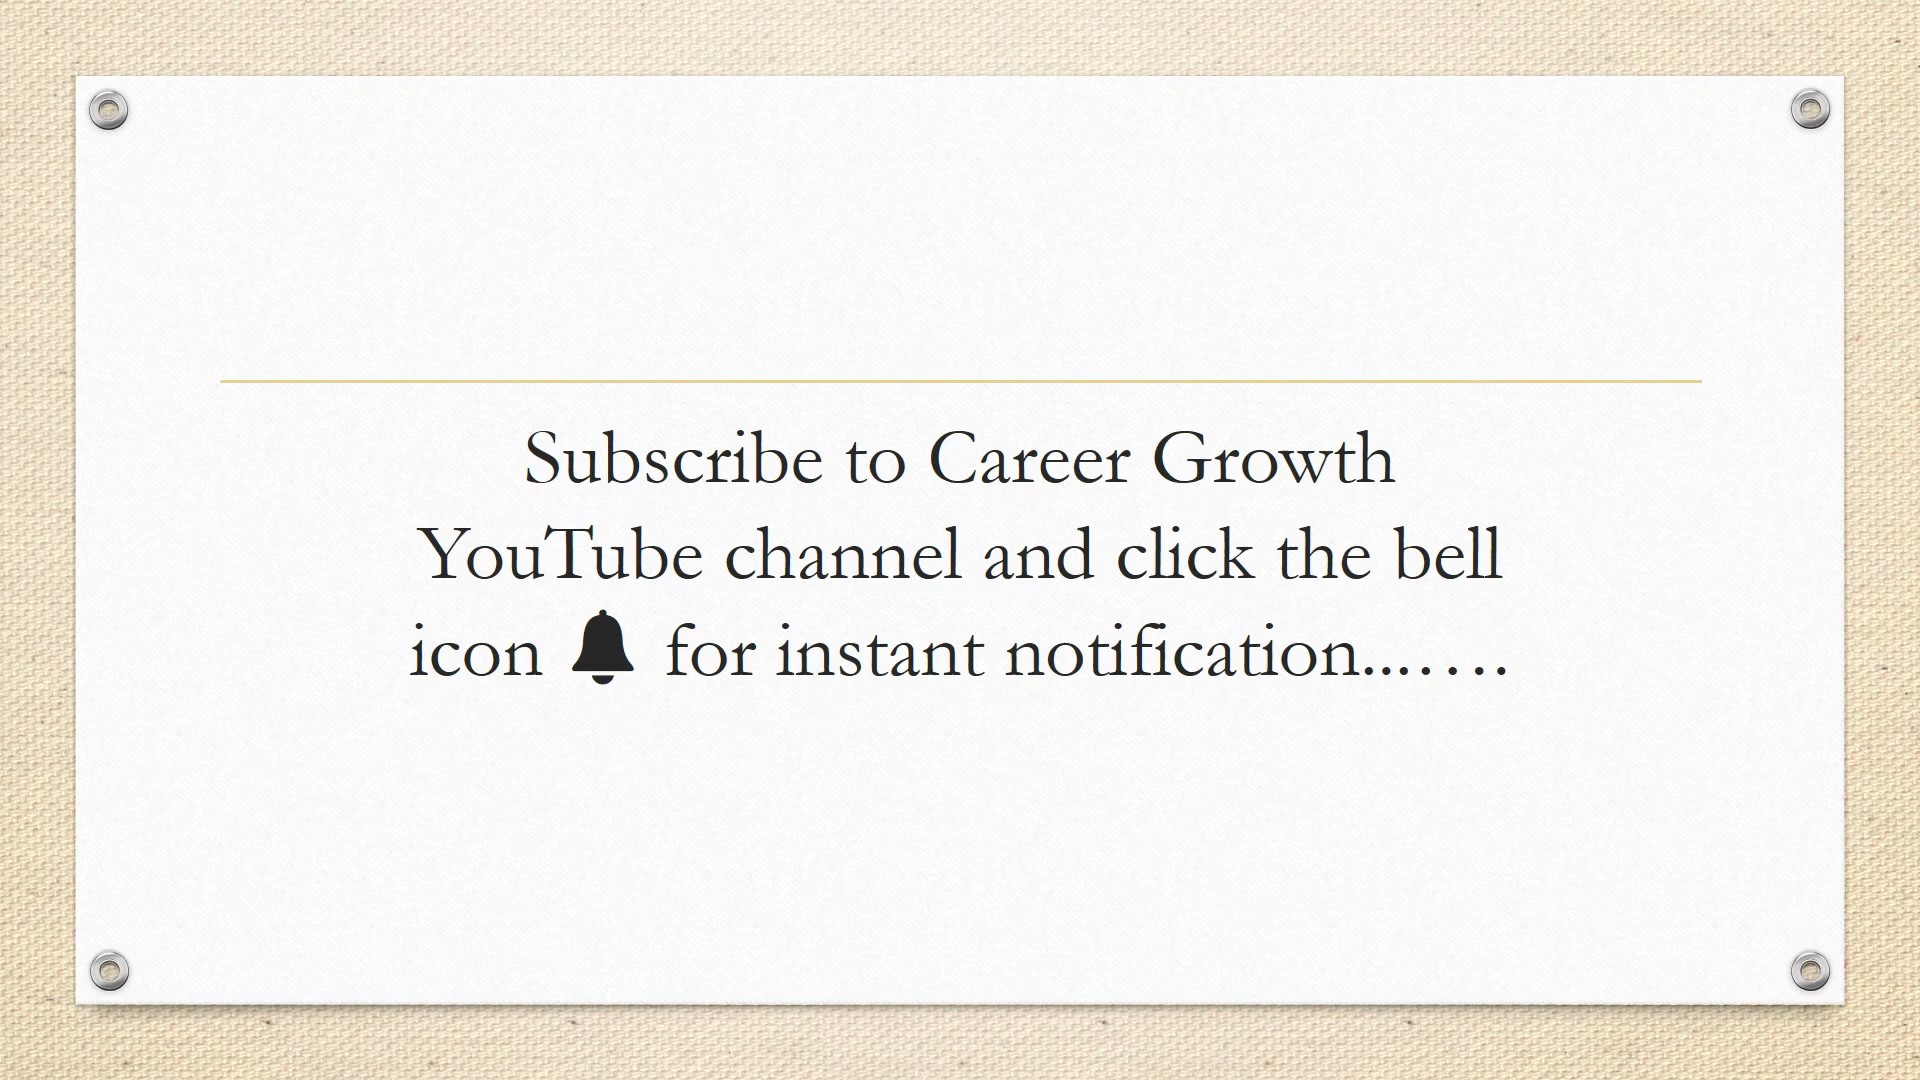 Subscribe to Career Growth
YouTube channel and click the bell
icon 🔔 for instant notification...….